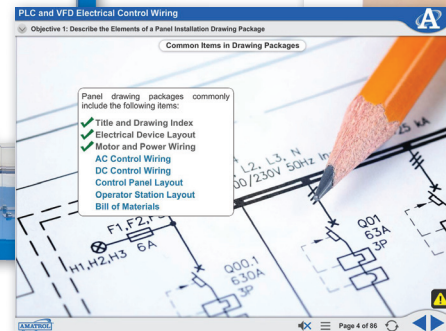 PLC and VFD Electrical Control Wiring
Objective 1: Describe the Elements of a Panel Installation Drawing Package
Common Items in Drawing Packages
Panel drawing packages commonly
include the following items:
Title and Drawing Index
Electrical Device Layout
Motor and Power Wiring
AC Control Wiring
DC Control Wiring
Control Panel Layout
Operator Station Layout
Bill of Materials
L2, L3, N
00/230V 50Hz
kA
F1,F2,F
6A
H1,H2,H3
Q00.1
630A
3P
Q01
63A
3P
AMATROL
Page 4 of 86